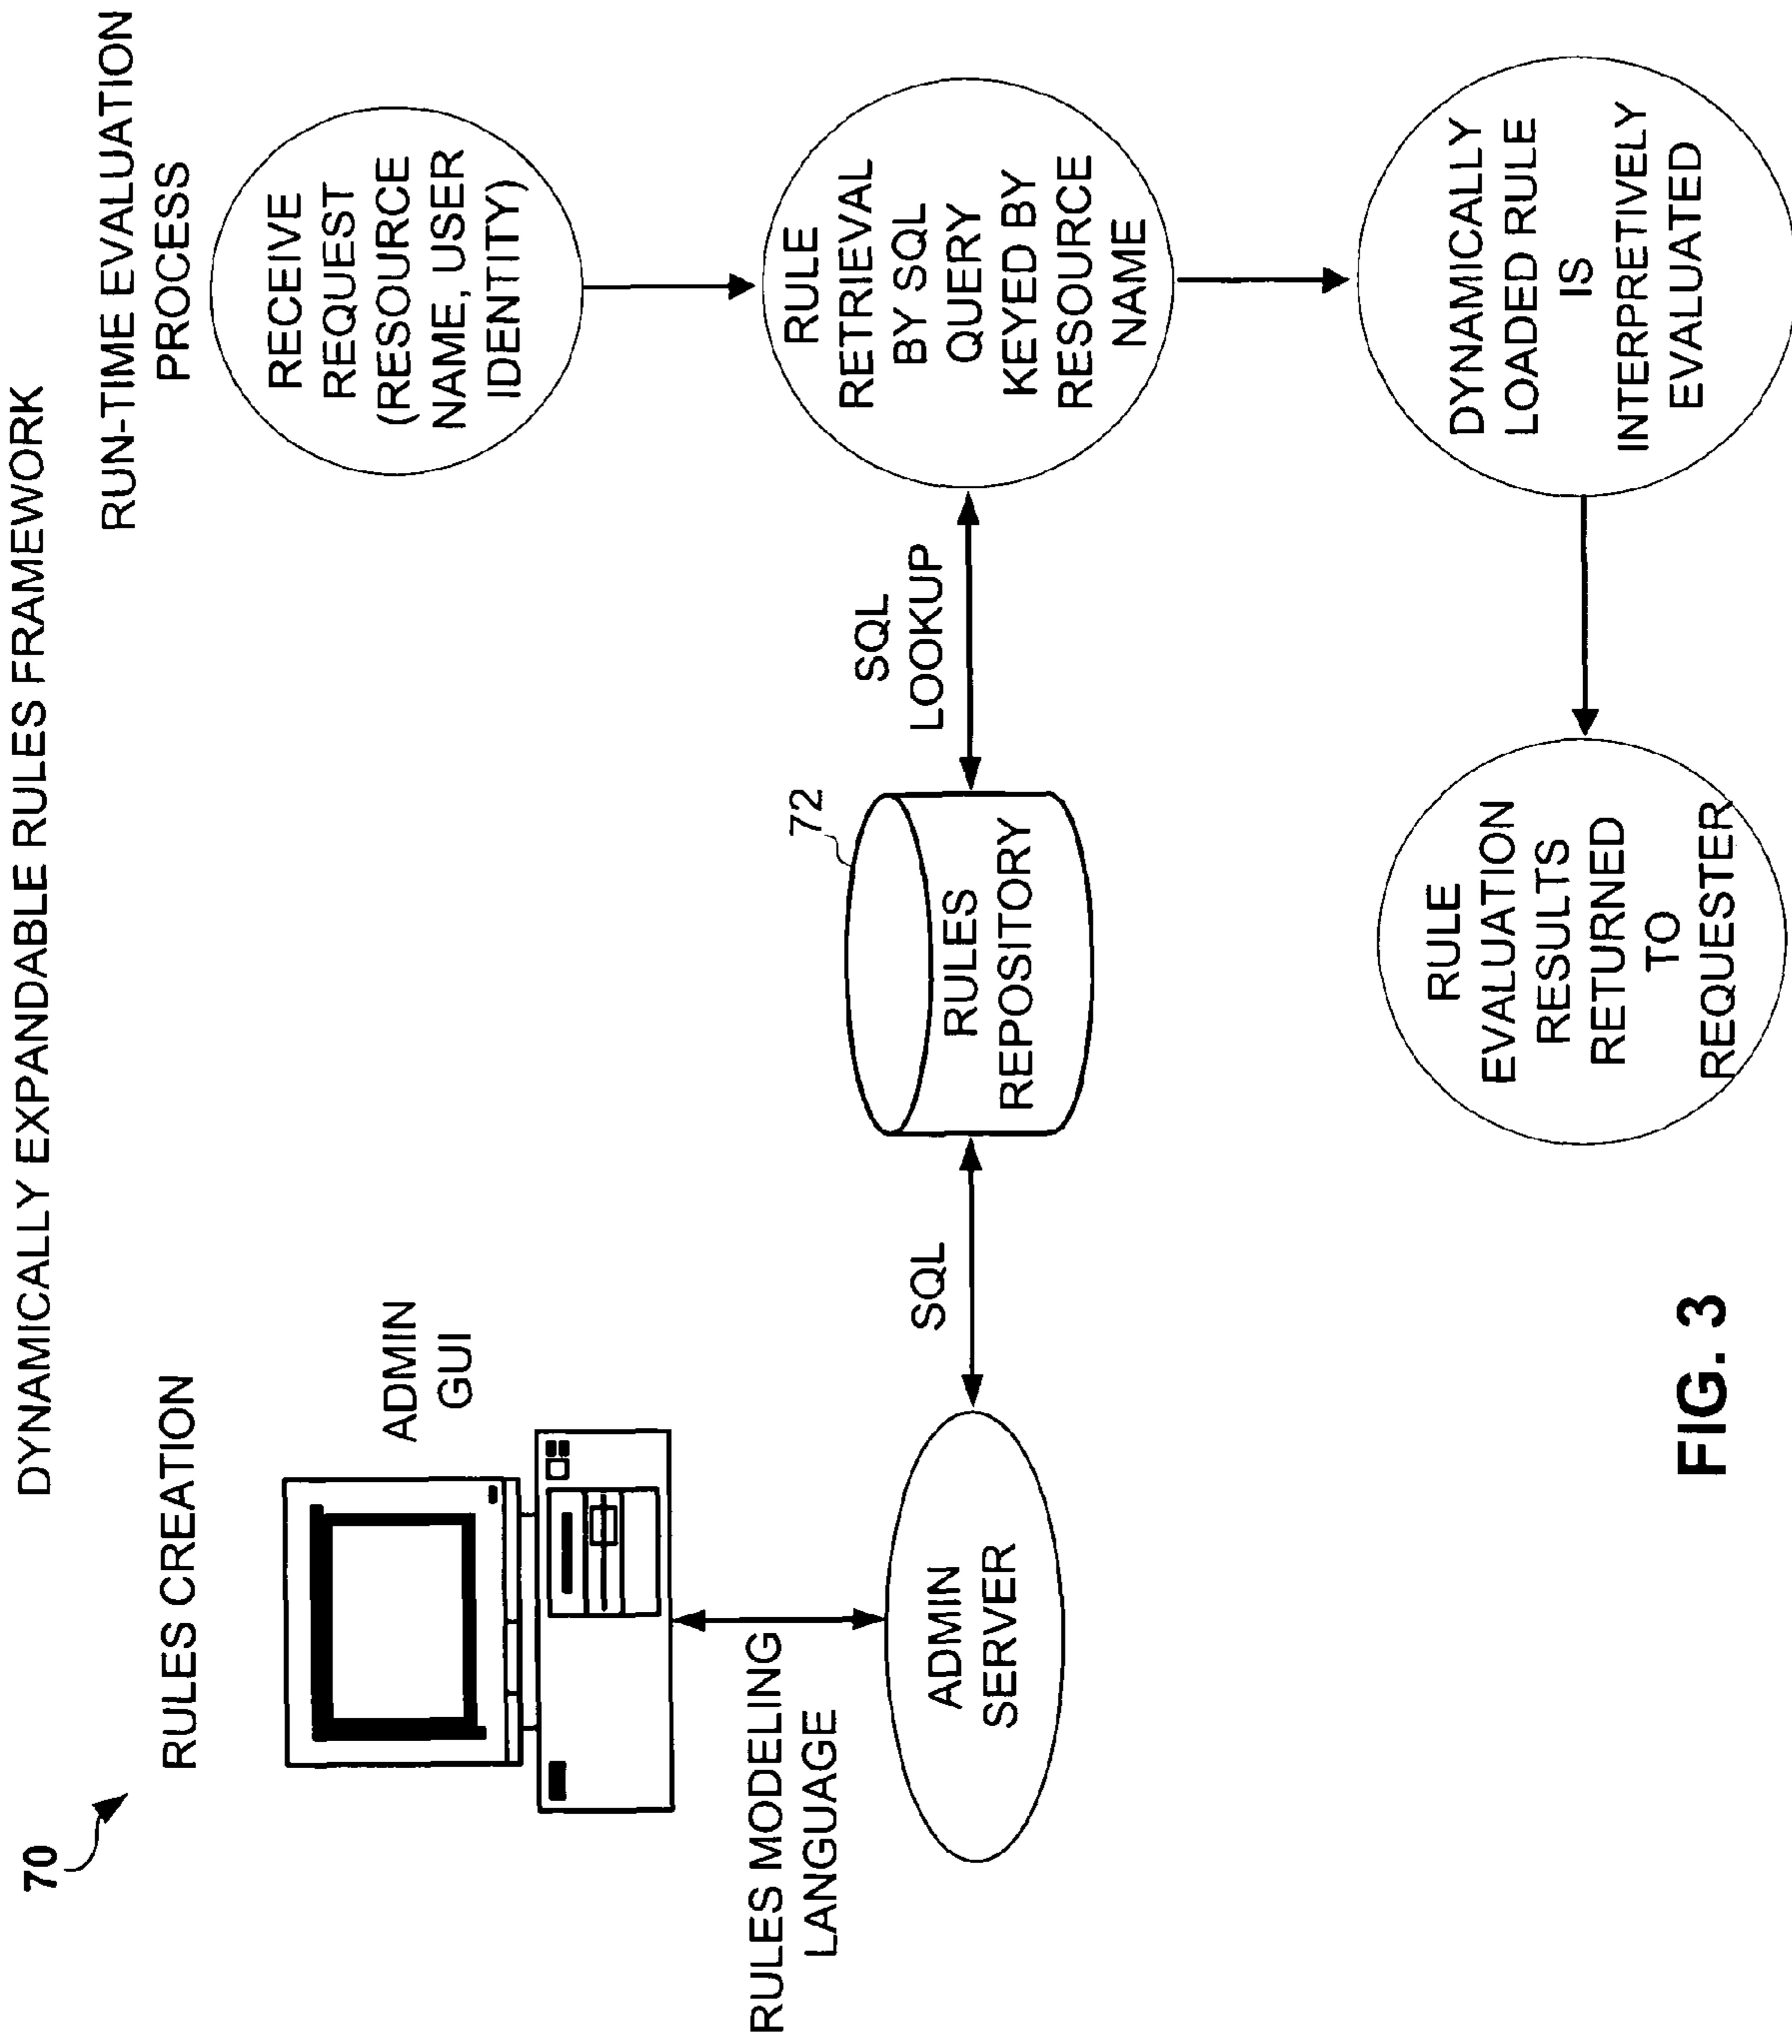 DYNAMICALLY EXPANDABLE RULES FRAMEWORK
70
RULES CREATION
ADMIN
GUI
RULES MODELING
LANGUAGE
ADMIN
SERVER
SQL
72
RULES
REPOSITORY
SQL
LOOKUP
RUN-TIME EVALUATION
PROCESS
RECEIVE
REQUEST
(RESOURCE
NAME, USER
IDENTITY)
RULE
RETRIEVAL
BY SQL
QUERY
KEYED BY
RESOURCE
NAME
DYNAMICALLY
LOADED RULE
IS
INTERPRETIVELY
EVALUATED
RULE
EVALUATION
RESULTS
RETURNED
TO
REQUESTER
FIG. 3